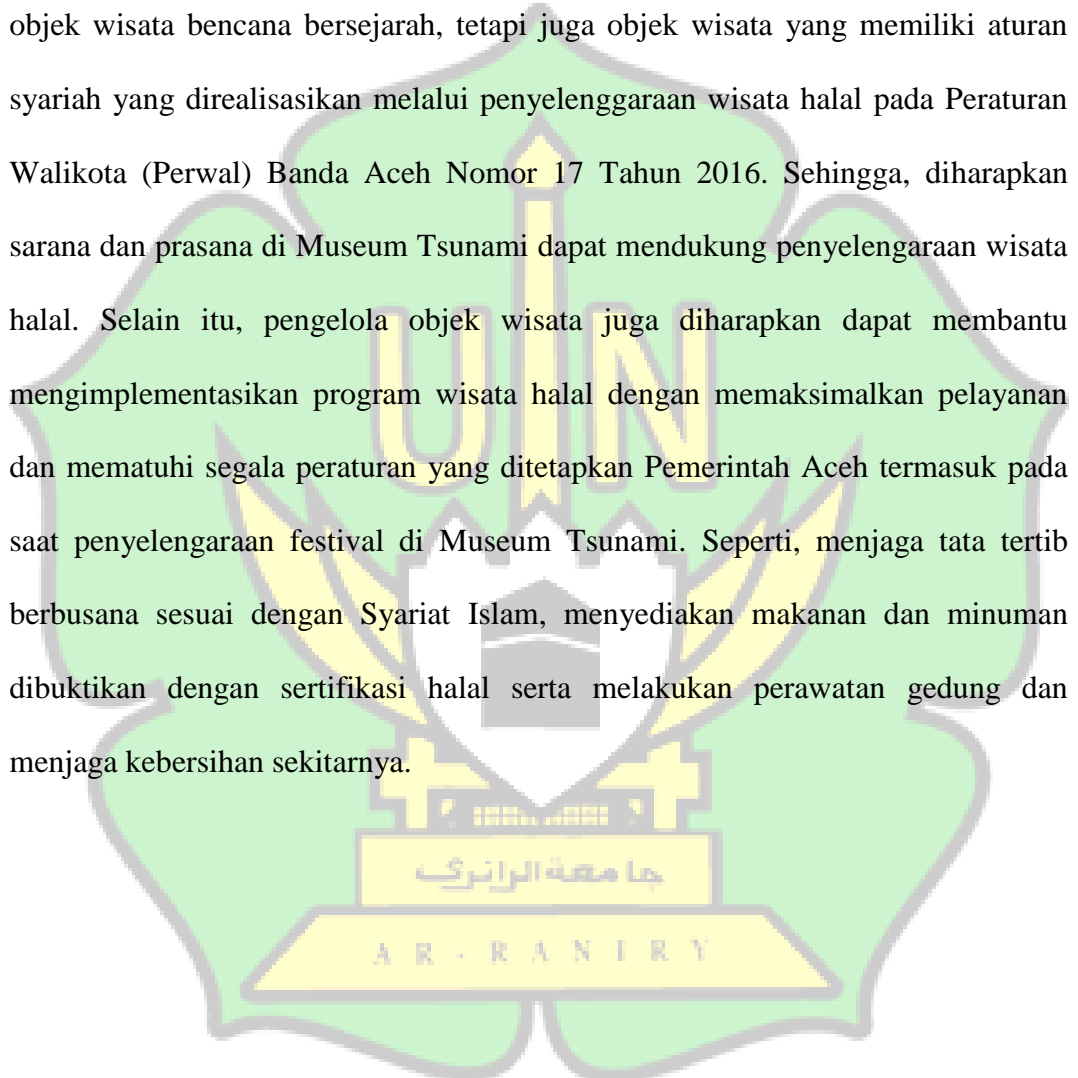 objek wisata bencana bersejarah, tetapi juga objek wisata yang memiliki aturan
syariah yang direalisasikan melalui penyelenggaraan wisata halal pada Peraturan
Walikota (Perwal) Banda Aceh Nomor 17 Tahun 2016. Sehingga, diharapkan
sarana dan prasana di Museum Tsunami dapat mendukung penyelengaraan wisata
halal. Selain itu, pengelola objek wisata juga diharapkan dapat membantu
mengimplementasikan program wisata halal dengan memaksimalkan pelayanan
dan mematuhi segala peraturan yang ditetapkan Pemerintah Aceh termasuk pada
saat penyelengaraan festival di Museum Tsunami. Seperti, menjaga tata tertib
berbusana sesuai dengan Syariat Islam, menyediakan makanan dan minuman
dibuktikan dengan sertifikasi halal serta melakukan perawatan gedung dan
menjaga kebersihan sekitarnya.
UIN
جامعة الرانري
AR-RANIRY